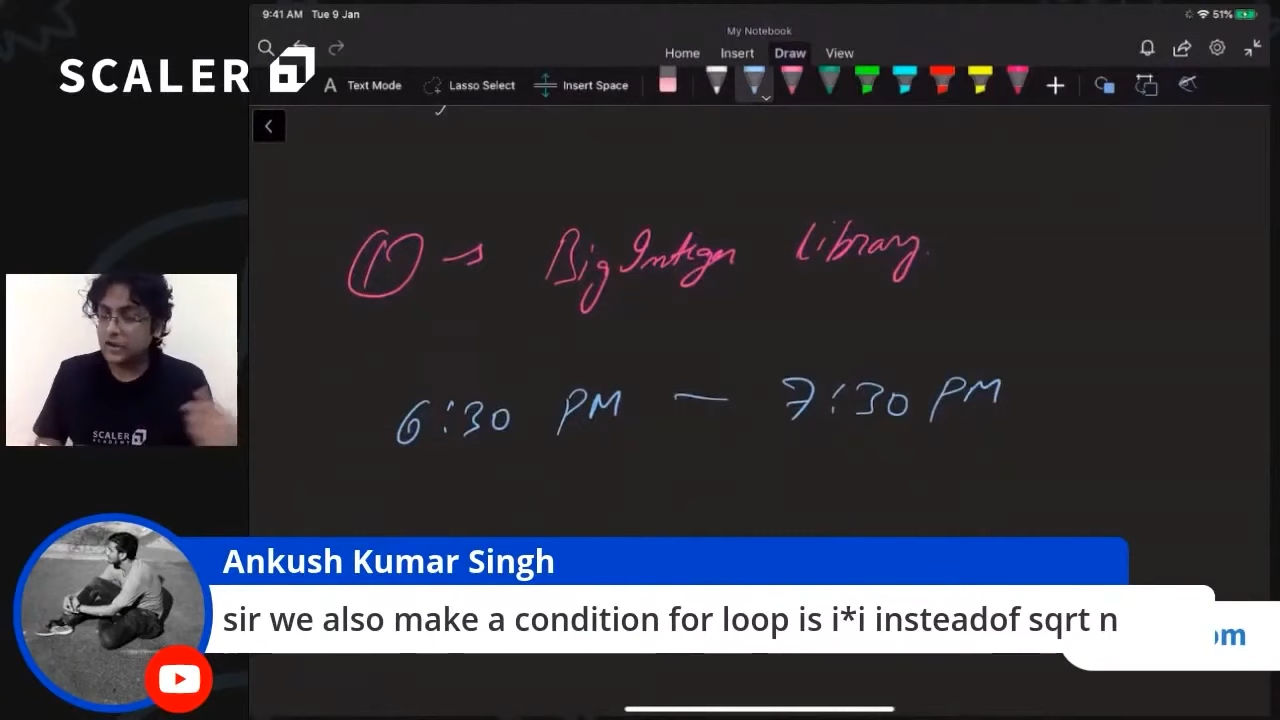 9:41 AM Tue 9 Jan
51%
My Notebook
SCALER
Home Insert Draw View
Text Mode Lasso Select Insert Space
① → BigInteger Library.
6:30 PM — 7:30 PM
SCALER
ACADEMY
Ankush Kumar Singh
sir we also make a condition for loop is i*i insteadof sqrt n
om